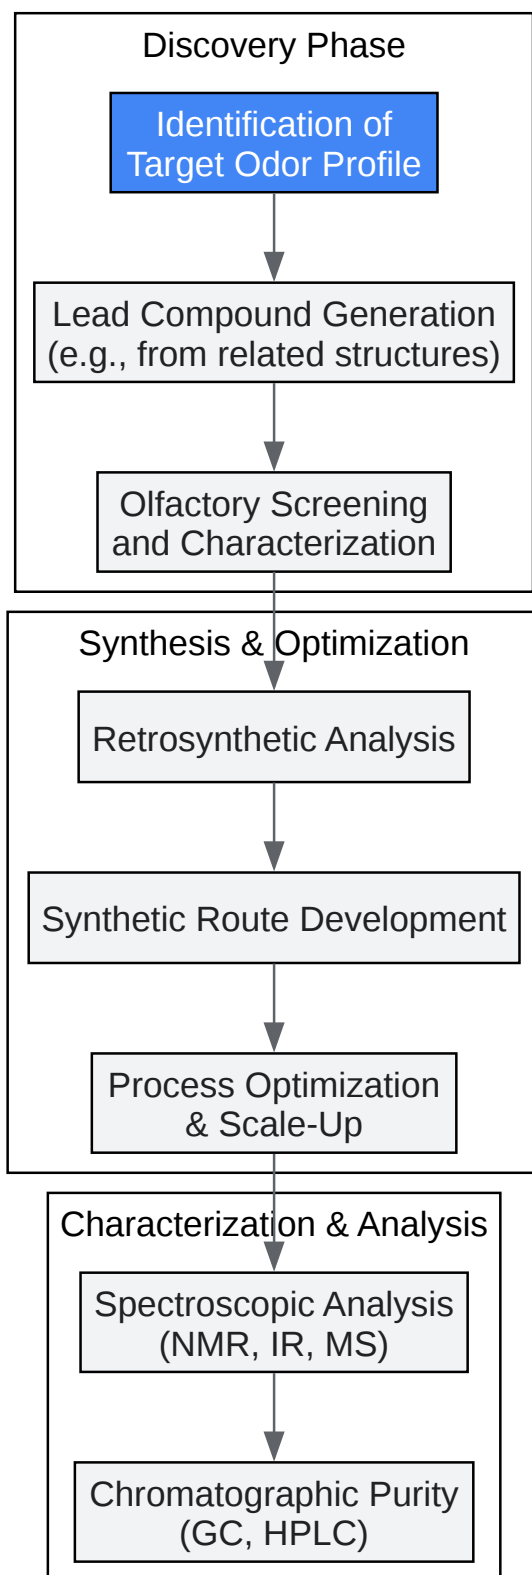 Discovery Phase
Identification of
Target Odor Profile
Lead Compound Generation
(e.g., from related structures)
Olfactory Screening
and Characterization
Synthesis & Optimization
Retrosynthetic Analysis
Synthetic Route Development
Process Optimization
& Scale-Up
Characterization & Analysis
Spectroscopic Analysis
(NMR, IR, MS)
Chromatographic Purity
(GC, HPLC)